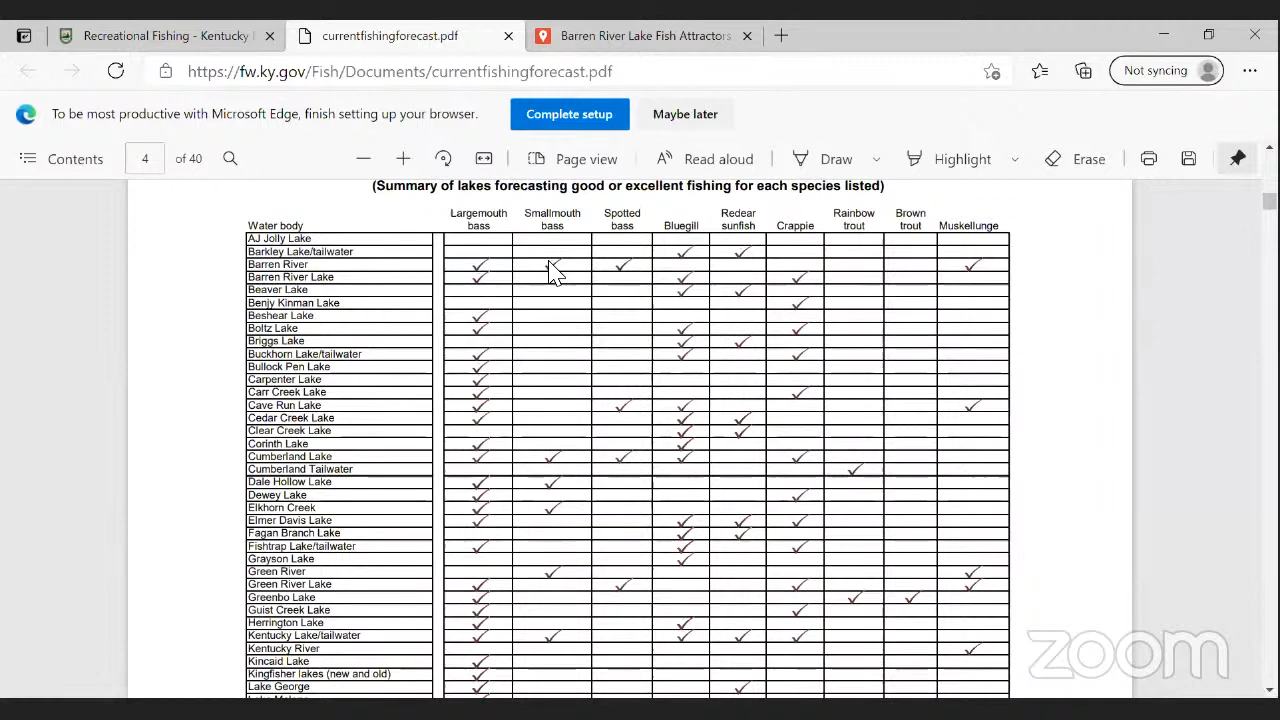 Recreational Fishing - Kentucky
currentfishingforecast.pdf
Barren River Lake Fish Attractors
https://fw.ky.gov/Fish/Documents/currentfishingforecast.pdf
Not syncing
To be most productive with Microsoft Edge, finish setting up your browser.
Complete setup
Maybe later
Contents
4
of 40
Page view
Read aloud
Draw
Highlight
Erase
(Summary of lakes forecasting good or excellent fishing for each species listed)
Water body Largemouth bass Smallmouth bass Spotted bass Bluegill Redear sunfish Crappie Rainbow trout Brown trout Muskellunge
AJ Jolly Lake
Barkley Lake/tailwater ✓ ✓
Barren River ✓ ✓ ✓ ✓
Barren River Lake ✓ ✓ ✓
Beaver Lake ✓ ✓
Benjy Kinman Lake ✓
Beshear Lake ✓
Boltz Lake ✓ ✓ ✓
Briggs Lake ✓ ✓
Buckhorn Lake/tailwater ✓ ✓ ✓
Bullock Pen Lake ✓
Carpenter Lake ✓
Carr Creek Lake ✓ ✓
Cave Run Lake ✓ ✓ ✓ ✓
Cedar Creek Lake ✓ ✓ ✓
Clear Creek Lake ✓ ✓
Corinth Lake ✓ ✓
Cumberland Lake ✓ ✓ ✓ ✓ ✓
Cumberland Tailwater ✓
Dale Hollow Lake ✓ ✓
Dewey Lake ✓ ✓
Elkhorn Creek ✓ ✓
Elmer Davis Lake ✓ ✓ ✓ ✓
Fagan Branch Lake ✓ ✓
Fishtrap Lake/tailwater ✓ ✓ ✓
Grayson Lake ✓
Green River ✓ ✓
Green River Lake ✓ ✓ ✓ ✓
Greenbo Lake ✓ ✓ ✓
Guist Creek Lake ✓ ✓
Herrington Lake ✓ ✓
Kentucky Lake/tailwater ✓ ✓ ✓ ✓ ✓
Kentucky River ✓
Kincaid Lake ✓
Kingfisher lakes (new and old) ✓
Lake George ✓ ✓
zoom